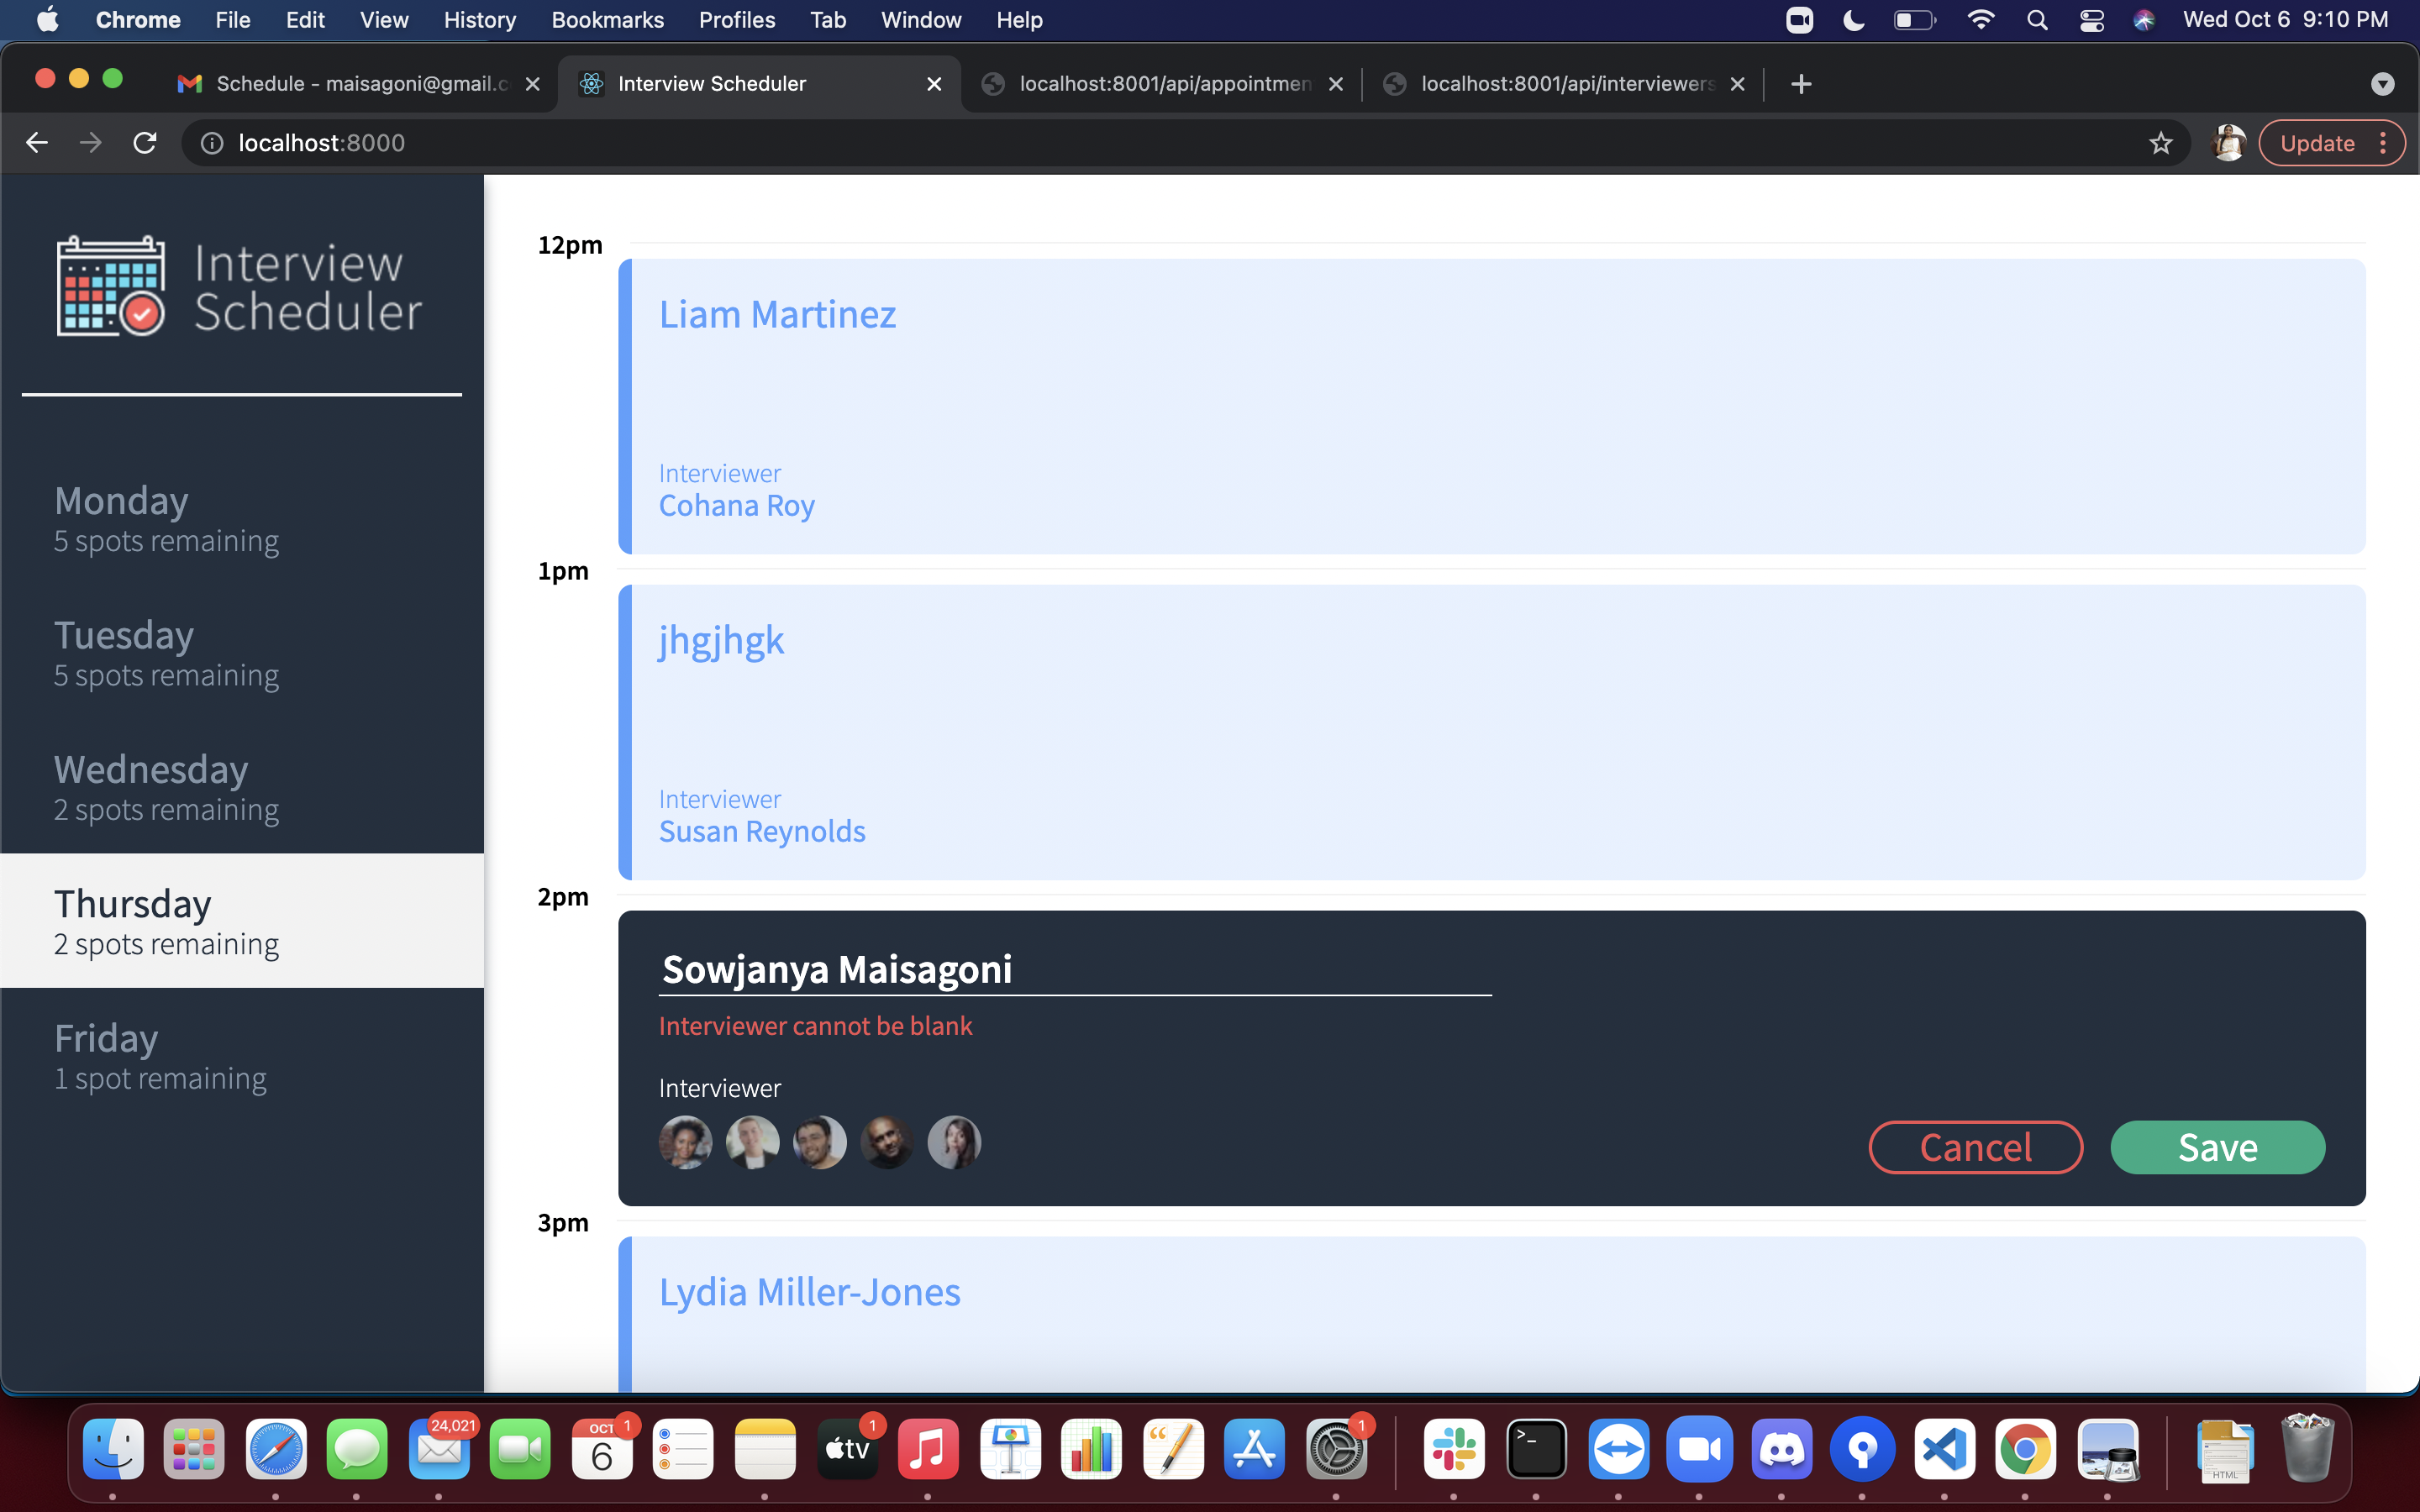 Chrome File Edit View History Bookmarks Profiles Tab Window Help Wed Oct 6 9:10 PM
Schedule - maisagoni@gmail.c Interview Scheduler localhost:8001/api/appointmen localhost:8001/api/interviewers
localhost:8000 Update
Interview
Scheduler
Monday
5 spots remaining
Tuesday
5 spots remaining
Wednesday
2 spots remaining
Thursday
2 spots remaining
Friday
1 spot remaining
12pm
Liam Martinez
Interviewer
Cohana Roy
1pm
jhgjhgk
Interviewer
Susan Reynolds
2pm
Sowjanya Maisagoni
Interviewer cannot be blank
Interviewer
Cancel Save
3pm
Lydia Miller-Jones
24,021
OCT
6
1
tv
1
1
>_
HTML